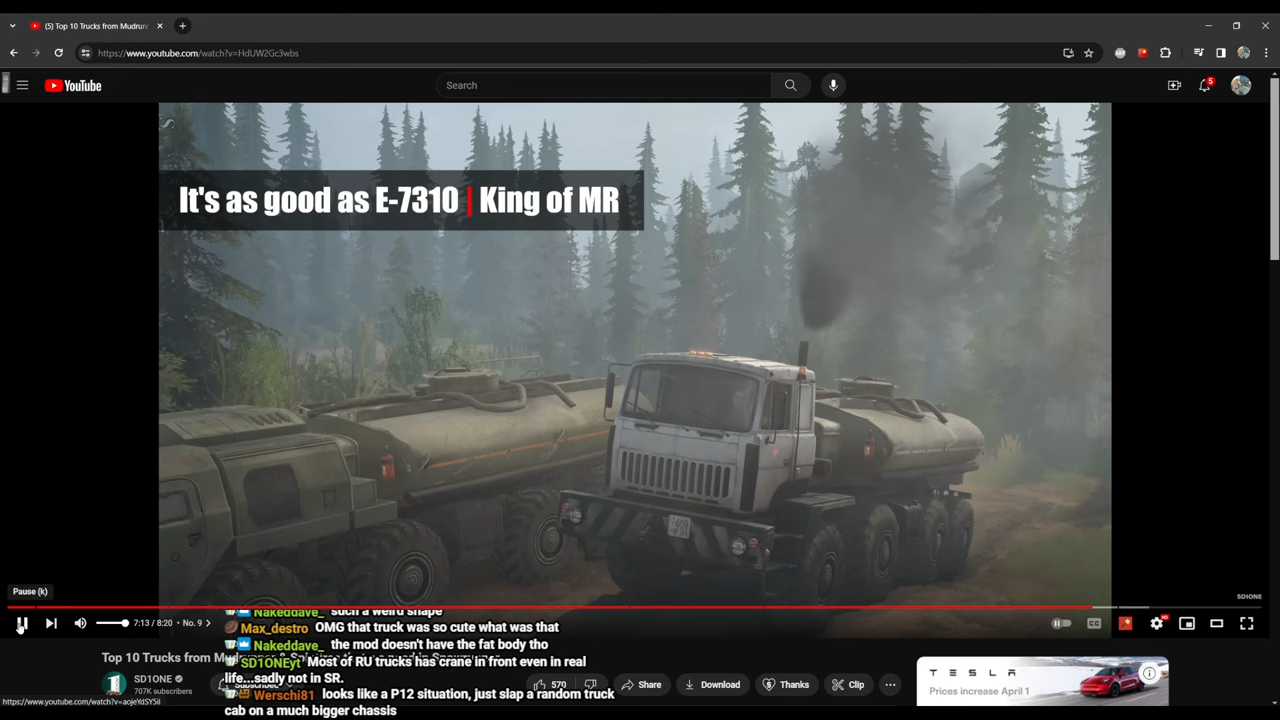 (5) Top 10 Trucks from Mudrunn
https://www.youtube.com/watch?v=HdUW2Gc3wbs
YouTube
Search
5
It's as good as E-7310 | King of MR
Pause (k)
SDIONE
7:13 / 8:20 • No. 9
HD
Nakeddave_ such a weird shape
Max_destro OMG that truck was so cute what was that
Nakeddave_ the mod doesn't have the fat body tho
SD1ONEyt Most of RU trucks has crane in front even in real
life...sadly not in SR.
Werschi81 looks like a P12 situation, just slap a random truck
cab on a much bigger chassis
Top 10 Trucks from
SD1ONE
707K subscribers
570
Share
Download
Thanks
Clip
TESLA
Prices increase April 1
https://www.youtube.com/watch?v=aojeYdSY5iI